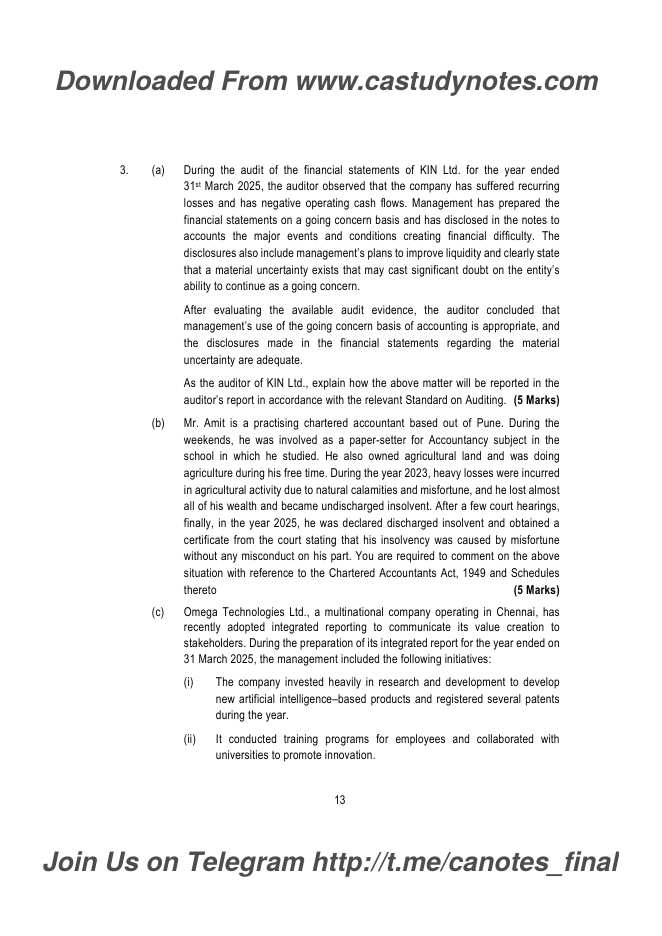 Downloaded From www.castudynotes.com
3. (a) During the audit of the financial statements of KIN Ltd. for the year ended
31st March 2025, the auditor observed that the company has suffered recurring
losses and has negative operating cash flows. Management has prepared the
financial statements on a going concern basis and has disclosed in the notes to
accounts the major events and conditions creating financial difficulty. The
disclosures also include management's plans to improve liquidity and clearly state
that a material uncertainty exists that may cast significant doubt on the entity's
ability to continue as a going concern.
After evaluating the available audit evidence, the auditor concluded that
management's use of the going concern basis of accounting is appropriate, and
the disclosures made in the financial statements regarding the material
uncertainty are adequate.
As the auditor of KIN Ltd., explain how the above matter will be reported in the
auditor's report in accordance with the relevant Standard on Auditing. (5 Marks)
(b) Mr. Amit is a practising chartered accountant based out of Pune. During the
weekends, he was involved as a paper-setter for Accountancy subject in the
school in which he studied. He also owned agricultural land and was doing
agriculture during his free time. During the year 2023, heavy losses were incurred
in agricultural activity due to natural calamities and misfortune, and he lost almost
all of his wealth and became undischarged insolvent. After a few court hearings,
finally, in the year 2025, he was declared discharged insolvent and obtained a
certificate from the court stating that his insolvency was caused by misfortune
without any misconduct on his part. You are required to comment on the above
situation with reference to the Chartered Accountants Act, 1949 and Schedules
thereto (5 Marks)
(c) Omega Technologies Ltd., a multinational company operating in Chennai, has
recently adopted integrated reporting to communicate its value creation to
stakeholders. During the preparation of its integrated report for the year ended on
31 March 2025, the management included the following initiatives:
(i) The company invested heavily in research and development to develop
new artificial intelligence–based products and registered several patents
during the year.
(ii) It conducted training programs for employees and collaborated with
universities to promote innovation.
13
Join Us on Telegram http://t.me/canotes_final